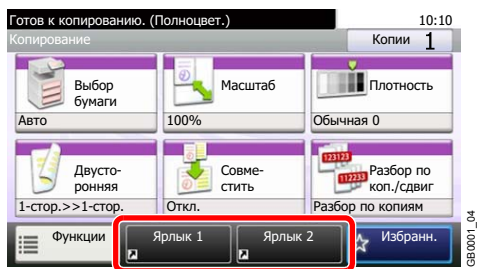 Готов к копированию. (Полноцвет.) 10:10
Копирование Копии 1
Выбор бумаги
Авто
Масштаб
100%
Плотность
Обычная 0
123123
112233
Двусто-
ронняя
1-стор.>>1-стор.
Совме-
стить
Откл.
Разбор по
коп./сдвиг
Разбор по копиям
Функции
Ярлык 1
Ярлык 2
Избранн.
GB0001_04